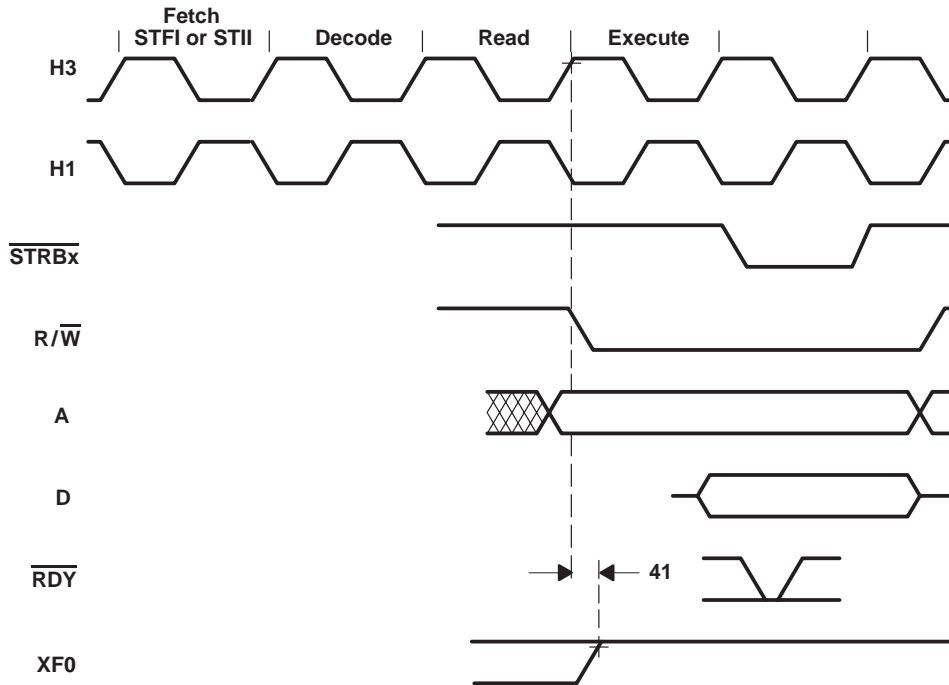 Fetch
STFI or STII
Decode
Read
Execute
H3
H1
STRBx
R/W
A
D
RDY
41
XF0